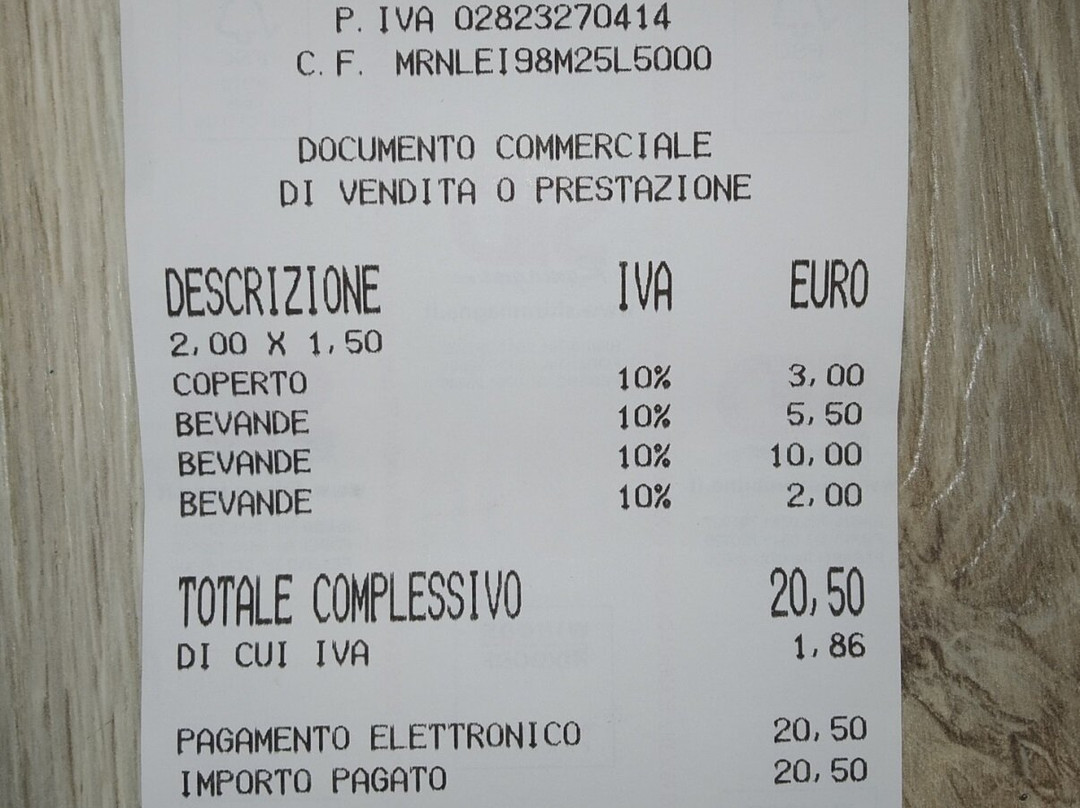 P. IVA 02823270414
C. F. MRNLEI98M25L500O
DOCUMENTO COMMERCIALE
DI VENDITA O PRESTAZIONE
DESCRIZIONE IVA EURO
2,00 X 1,50
COPERTO 10% 3,00
BEVANDE 10% 5,50
BEVANDE 10% 10,00
BEVANDE 10% 2,00
TOTALE COMPLESSIVO 20,50
DI CUI IVA 1,86
PAGAMENTO ELETTRONICO 20,50
IMPORTO PAGATO 20,50